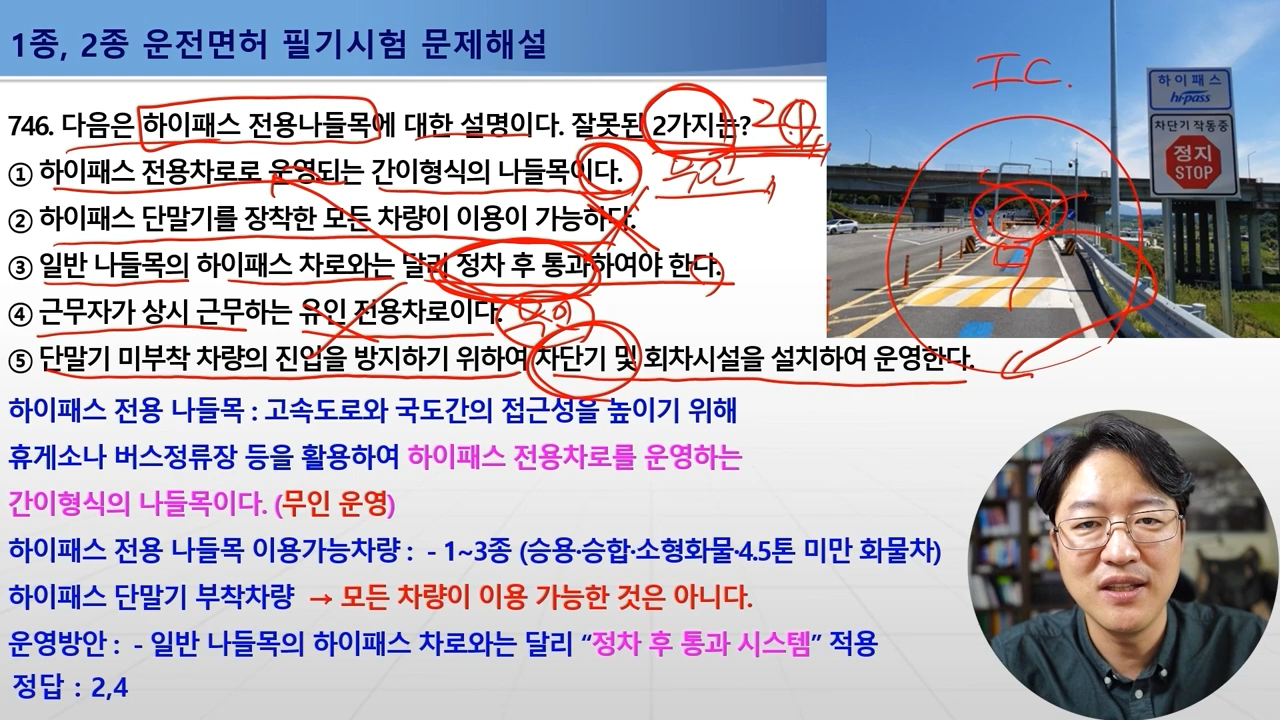 1종, 2종 운전면허 필기시험 문제해설
IC.
하이패스
hi-pass
차단기 작동중
정지
STOP
746. 다음은 하이패스 전용나들목에 대한 설명이다. 잘못된 2가지는?
① 하이패스 전용차로로 운영되는 간이형식의 나들목이다.
무인
② 하이패스 단말기를 장착한 모든 차량이 이용이 가능하다.
③ 일반 나들목의 하이패스 차로와는 달리 정차 후 통과하여야 한다.
④ 근무자가 상시 근무하는 유인 전용차로이다.
⑤ 단말기 미부착 차량의 진입을 방지하기 위하여 차단기 및 회차시설을 설치하여 운영한다.
하이패스 전용 나들목 : 고속도로와 국도간의 접근성을 높이기 위해
휴게소나 버스정류장 등을 활용하여 하이패스 전용차로를 운영하는
간이형식의 나들목이다. (무인 운영)
하이패스 전용 나들목 이용가능차량 : - 1~3종 (승용·승합·소형화물·4.5톤 미만 화물차)
하이패스 단말기 부착차량 → 모든 차량이 이용 가능한 것은 아니다.
운영방안 : - 일반 나들목의 하이패스 차로와는 달리 “정차 후 통과 시스템” 적용
정답 : 2,4